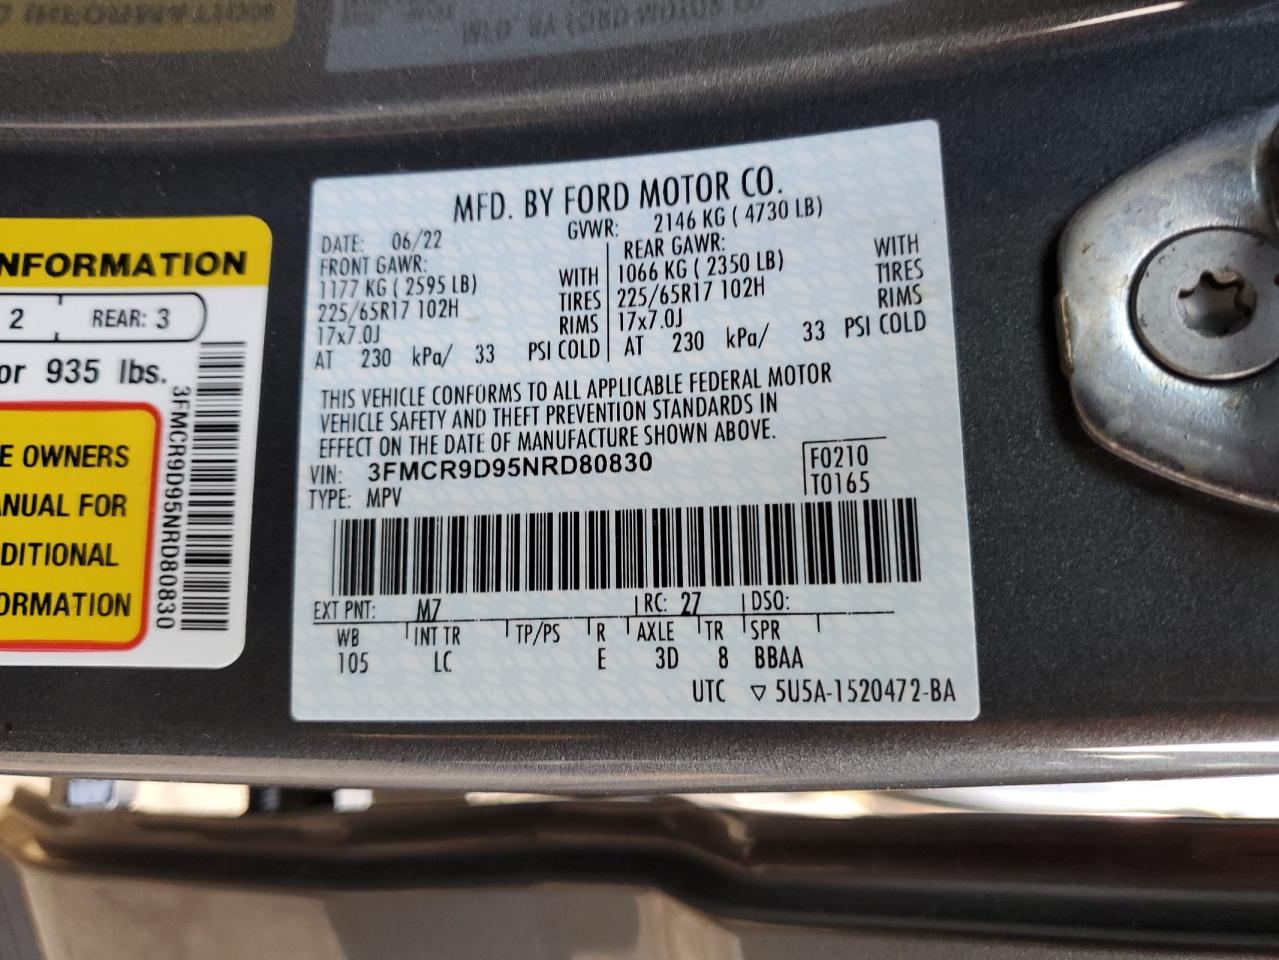 NFORMATION
2 REAR: 3
or 935 lbs.
E OWNERS
ANUAL FOR
DITIONAL
ORMATION
3FMCR9D95NRD80830
MFD. BY FORD MOTOR CO.
DATE: 06/22 GVWR: 2146 KG ( 4730 LB)
FRONT GAWR: REAR GAWR:
1177 KG ( 2595 LB) WITH 1066 KG ( 2350 LB) WITH
225/65R17 102H TIRES 225/65R17 102H TIRES
17x7.0J RIMS 17x7.0J RIMS
AT 230 kPa/ 33 PSI COLD AT 230 kPa/ 33 PSI COLD
THIS VEHICLE CONFORMS TO ALL APPLICABLE FEDERAL MOTOR
VEHICLE SAFETY AND THEFT PREVENTION STANDARDS IN
EFFECT ON THE DATE OF MANUFACTURE SHOWN ABOVE.
VIN: 3FMCR9D95NRD80830 F0210
TYPE: MPV T0165
EXT PNT: M7 RC: 27 DSO:
WB INT TR TP/PS R AXLE TR SPR
105 LC E 3D 8 BBAA
UTC ▽ 5U5A-1520472-BA